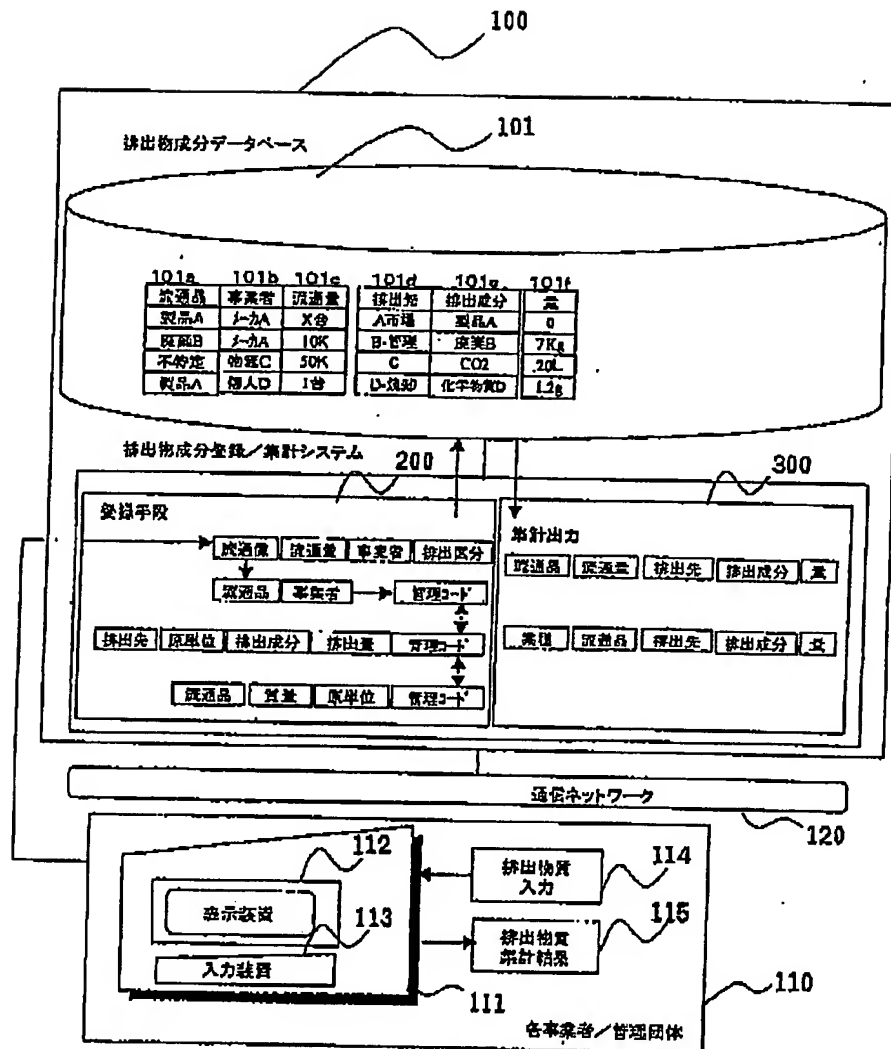 100
排出物成分データベース
101
101a 101b 101c 101d 101e 101f
流通品 事業者 流通量 排出先 排出成分 量
製品A メーカA X台 A市場 製品A 0
廃商B メーカA 10K B-管理 廃棄B 7Kg
不特定 物流C 50K C CO2 20L
製品A 個人D 1台 D-焼却 化学物質D 1.2g
排出物成分登録/集計システム
200 300
登録手段 集計出力
流通備 流通量 事業者 排出区分
流通品 流通量 排出先 排出成分 量
流通品 事業者 管理コード
排出先 原単位 排出成分 排出量 管理コード
業種 流通品 排出先 排出成分 量
流通品 質量 原単位 管理コード
通信ネットワーク
120
112
表示装置
113
入力装置
111
排出物質
入力
114
排出物質
集計結果
115
110
各事業者/管理団体